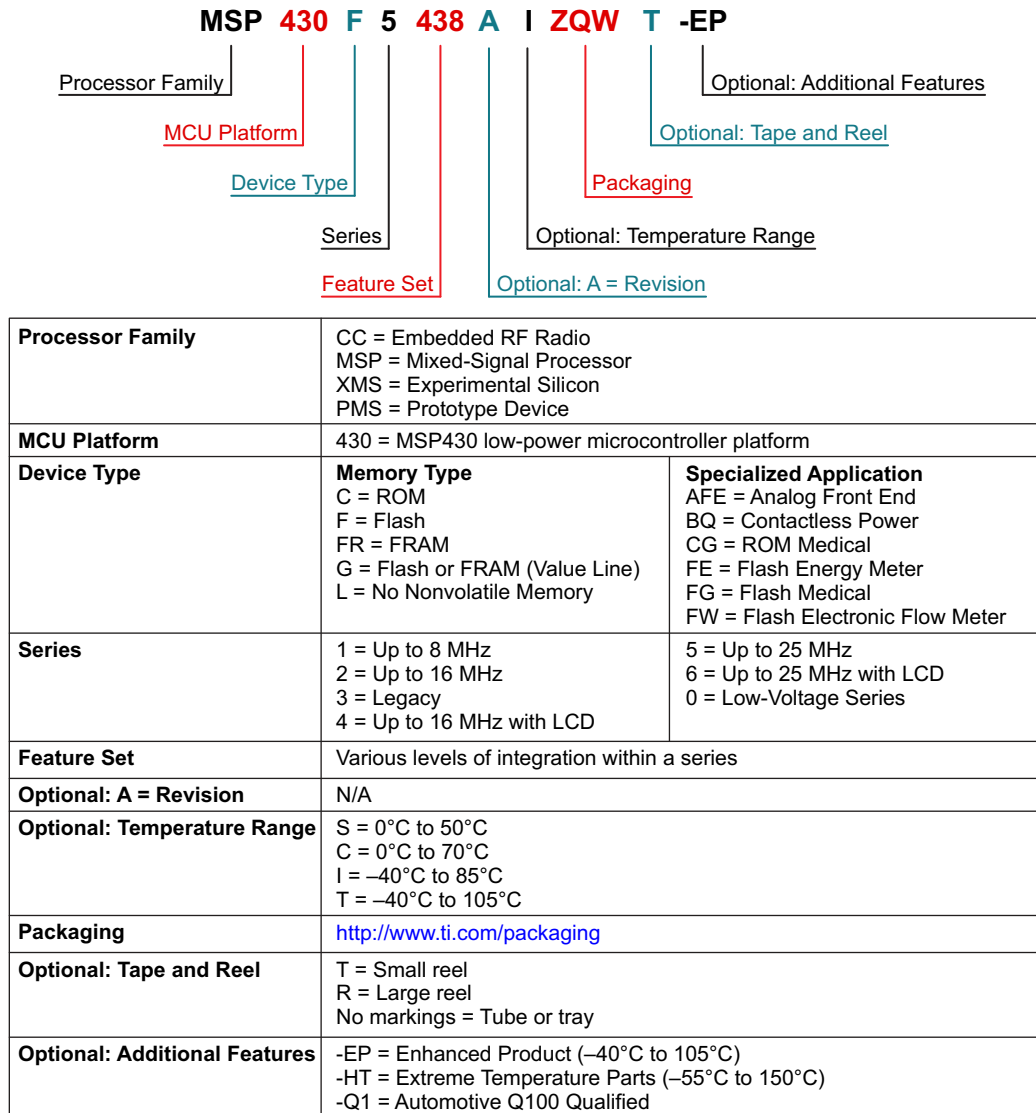 MSP 430 F 5 438 A I ZQW T -EP
Processor Family
Optional: Additional Features
MCU Platform
Optional: Tape and Reel
Device Type
Packaging
Series
Optional: Temperature Range
Feature Set
Optional: A = Revision
Processor Family
CC = Embedded RF Radio
MSP = Mixed-Signal Processor
XMS = Experimental Silicon
PMS = Prototype Device
MCU Platform
430 = MSP430 low-power microcontroller platform
Device Type
Memory Type
C = ROM
F = Flash
FR = FRAM
G = Flash or FRAM (Value Line)
L = No Nonvolatile Memory
Specialized Application
AFE = Analog Front End
BQ = Contactless Power
CG = ROM Medical
FE = Flash Energy Meter
FG = Flash Medical
FW = Flash Electronic Flow Meter
Series
1 = Up to 8 MHz
2 = Up to 16 MHz
3 = Legacy
4 = Up to 16 MHz with LCD
5 = Up to 25 MHz
6 = Up to 25 MHz with LCD
0 = Low-Voltage Series
Feature Set
Various levels of integration within a series
Optional: A = Revision
N/A
Optional: Temperature Range
S = 0°C to 50°C
C = 0°C to 70°C
I = –40°C to 85°C
T = –40°C to 105°C
Packaging
http://www.ti.com/packaging
Optional: Tape and Reel
T = Small reel
R = Large reel
No markings = Tube or tray
Optional: Additional Features
-EP = Enhanced Product (–40°C to 105°C)
-HT = Extreme Temperature Parts (–55°C to 150°C)
-Q1 = Automotive Q100 Qualified